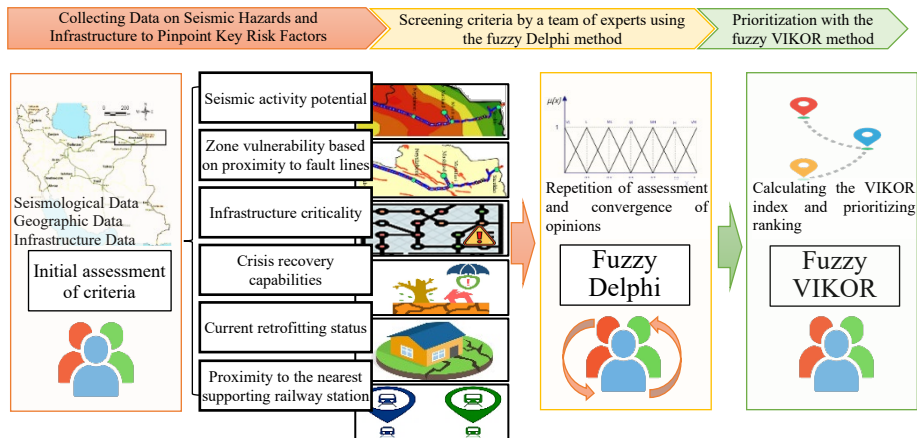 Collecting Data on Seismic Hazards and
Infrastructure to Pinpoint Key Risk Factors
Screening criteria by a team of experts using
the fuzzy Delphi method
Prioritization with the
fuzzy VIKOR method
Seismological Data
Geographic Data
Infrastructure Data
Initial assessment
of criteria
Seismic activity potential
Zone vulnerability based
on proximity to fault lines
Infrastructure criticality
Crisis recovery
capabilities
Current retrofitting status
Proximity to the nearest
supporting railway station
μ(x)
1
Repetition of assessment
and convergence of
opinions
Fuzzy
Delphi
Calculating the VIKOR
index and prioritizing
ranking
Fuzzy
VIKOR